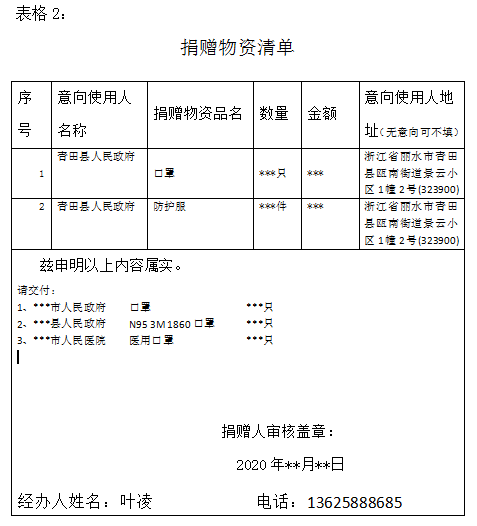 表格2：
捐赠物资清单
序号 意向使用人名称 捐赠物资品名 数量 金额 意向使用人地址（无意向可不填）
1 青田县人民政府 口罩 ***只 *** 浙江省丽水市青田县瓯南街道景云小区1幢2号(323900)
2 青田县人民政府 防护服 ***件 *** 浙江省丽水市青田县瓯南街道景云小区1幢2号(323900)
兹申明以上内容属实。
请交付：
1、***市人民政府 口罩 ***只
2、***县人民政府 N95 3M 1860 口罩 ***只
3、***市人民医院 医用口罩 ***只
捐赠人审核盖章：
2020年**月**日
经办人姓名：叶凌 电话：13625888685